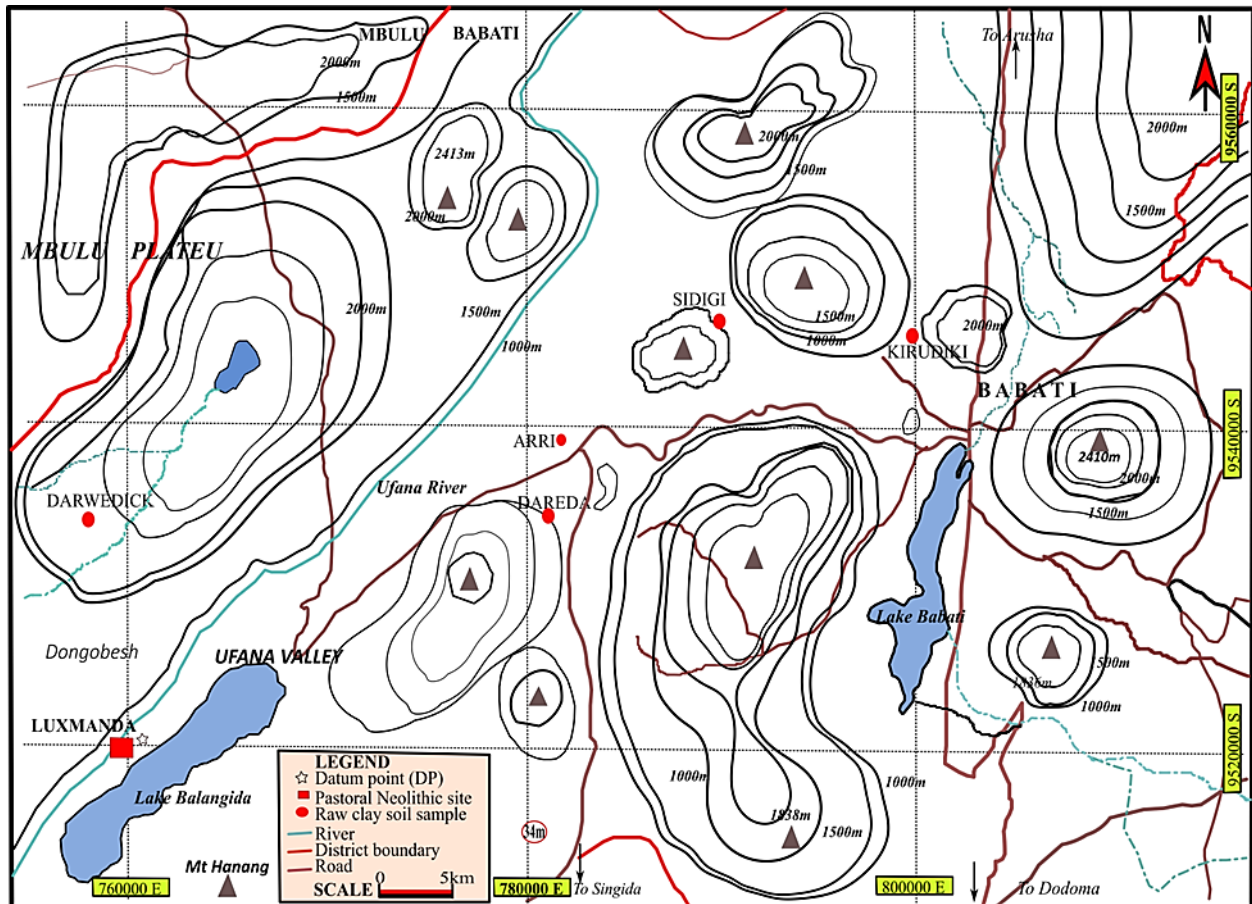 MBULU BABATI
To Arusha
N
2000m
1500m
9560000 S
2000m
2413m
2000m
1500m
2000m
1500m
2000m
MBULU PLATEU
1500m
1000m
2000m
SIDIGI
1500m
1000m
2000m
KIRUDIKI
BABATI
ARRI
2410m
2000m
1500m
9540000 S
DARWEDICK
Ufana River
DAREDA
Lake Babati
Dongobesh
UFANA VALLEY
1500m
1836m
1000m
LUXMANDA
9520000 S
LEGEND
Datum point (DP)
Pastoral Neolithic site
Raw clay soil sample
River
District boundary
Road
SCALE 0 5km
Lake Balangida
1000m
1000m
1838m
1500m
34m
Mt Hanang
760000 E
780000 E
To Singida
800000 E
To Dodoma